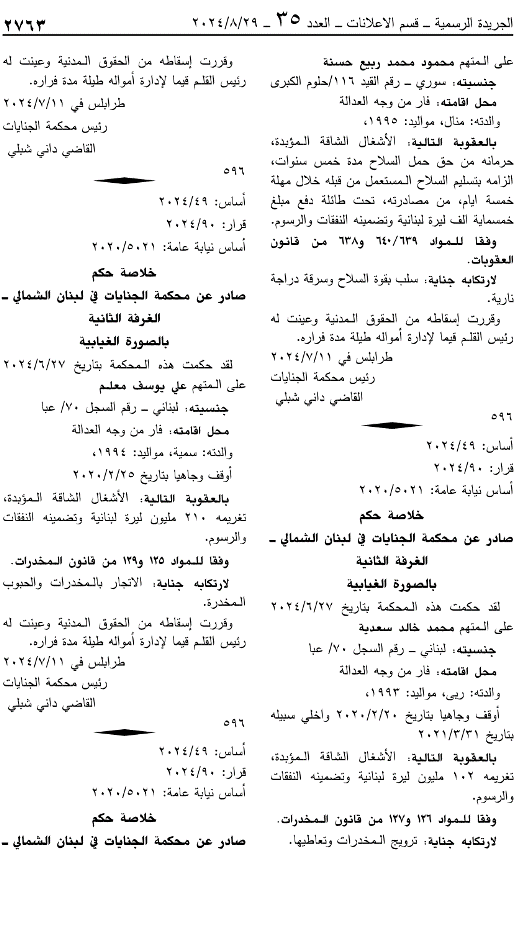 الجريدة الرسمية – قسم الاعلانات – العدد ٣٥ – ٢٠٢٤/٨/٢٩
٢٧٦٣
على المتهم محمود محمد ربيع حسنة
جنسيته: سوري – رقم القيد ١١٦/حلوم الكبرى
محل اقامته: فار من وجه العدالة
والدته: منال، مواليد: ١٩٩٥،
بالعقوبة التالية: الأشغال الشاقة المؤبدة،
حرمانه من حق حمل السلاح مدة خمس سنوات،
الزامه بتسليم السلاح المستعمل من قبله خلال مهلة
خمسة ايام، من مصادرته، تحت طائلة دفع مبلغ
خمسماية الف ليرة لبنانية وتضمينه النفقات والرسوم.
وفقا للمواد ٦٤٠/٦٣٩ و٦٣٨ من قانون
العقوبات.
لارتكابه جناية: سلب بقوة السلاح وسرقة دراجة
نارية.
وقررت إسقاطه من الحقوق المدنية وعينت له
رئيس القلم قيما لإدارة أمواله طيلة مدة فراره.
طرابلس في ٢٠٢٤/٧/١١
رئيس محكمة الجنايات
القاضي داني شبلي
٥٩٦
أساس: ٢٠٢٤/٤٩
قرار: ٢٠٢٤/٩٠
أساس نيابة عامة: ٢٠٢٠/٥٠٢١
خلاصة حكم
صادر عن محكمة الجنايات في لبنان الشمالي –
الغرفة الثانية
بالصورة الغيابية
لقد حكمت هذه المحكمة بتاريخ ٢٠٢٤/٦/٢٧
على المتهم محمد خالد سعدية
جنسيته: لبناني – رقم السجل ٧٠/ عبا
محل اقامته: فار من وجه العدالة
والدته: ربى، مواليد: ١٩٩٣،
أوقف وجاهيا بتاريخ ٢٠٢٠/٢/٢٠ واخلي سبيله
بتاريخ ٢٠٢١/٣/٣١
بالعقوبة التالية: الأشغال الشاقة المؤبدة،
تغريمه ١٠٢ مليون ليرة لبنانية وتضمينه النفقات
والرسوم.
وفقا للمواد ١٢٦ و١٢٧ من قانون المخدرات.
لارتكابه جناية: ترويج المخدرات وتعاطيها.
وقررت إسقاطه من الحقوق المدنية وعينت له
رئيس القلم قيما لإدارة أمواله طيلة مدة فراره.
طرابلس في ٢٠٢٤/٧/١١
رئيس محكمة الجنايات
القاضي داني شبلي
٥٩٦
أساس: ٢٠٢٤/٤٩
قرار: ٢٠٢٤/٩٠
أساس نيابة عامة: ٢٠٢٠/٥٠٢١
خلاصة حكم
صادر عن محكمة الجنايات في لبنان الشمالي –
الغرفة الثانية
بالصورة الغيابية
لقد حكمت هذه المحكمة بتاريخ ٢٠٢٤/٦/٢٧
على المتهم علي يوسف معلم
جنسيته: لبناني – رقم السجل ٧٠/ عبا
محل اقامته: فار من وجه العدالة
والدته: سمية، مواليد: ١٩٩٤،
أوقف وجاهيا بتاريخ ٢٠٢٠/٢/٢٥
بالعقوبة التالية: الأشغال الشاقة المؤبدة،
تغريمه ٢١٠ مليون ليرة لبنانية وتضمينه النفقات
والرسوم.
وفقا للمواد ١٢٥ و١٢٩ من قانون المخدرات.
لارتكابه جناية: الاتجار بالمخدرات والحبوب
المخدرة.
وقررت إسقاطه من الحقوق المدنية وعينت له
رئيس القلم قيما لإدارة أمواله طيلة مدة فراره.
طرابلس في ٢٠٢٤/٧/١١
رئيس محكمة الجنايات
القاضي داني شبلي
٥٩٦
أساس: ٢٠٢٤/٤٩
قرار: ٢٠٢٤/٩٠
أساس نيابة عامة: ٢٠٢٠/٥٠٢١
خلاصة حكم
صادر عن محكمة الجنايات في لبنان الشمالي –